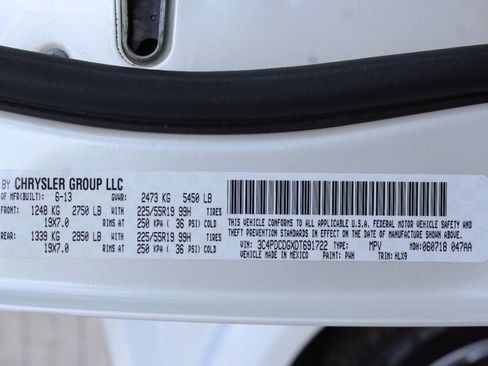 BY CHRYSLER GROUP LLC
OF MFR(BUILT): 6-13 GVWR: 2473 KG 5450 LB
FRONT: 1248 KG 2750 LB WITH 225/55R19 99H TIRES
19X7.0 RIMS AT 250 KPA ( 36 PSI) COLD
REAR: 1339 KG 2950 LB WITH 225/55R19 99H TIRES
19X7.0 RIMS AT 250 KPA ( 36 PSI) COLD
THIS VEHICLE CONFORMS TO ALL APPLICABLE U.S.A. FEDERAL MOTOR VEHICLE SAFETY AND
THEFT PREVENTION STANDARDS IN EFFECT ON THE DATE OF MANUFACTURE SHOWN ABOVE.
VIN: 3C4PDCDGXDT691722 TYPE: MPV MDH: 060718 047AA
VEHICLE MADE IN MEXICO PAINT: PWH TRIM: HLX9